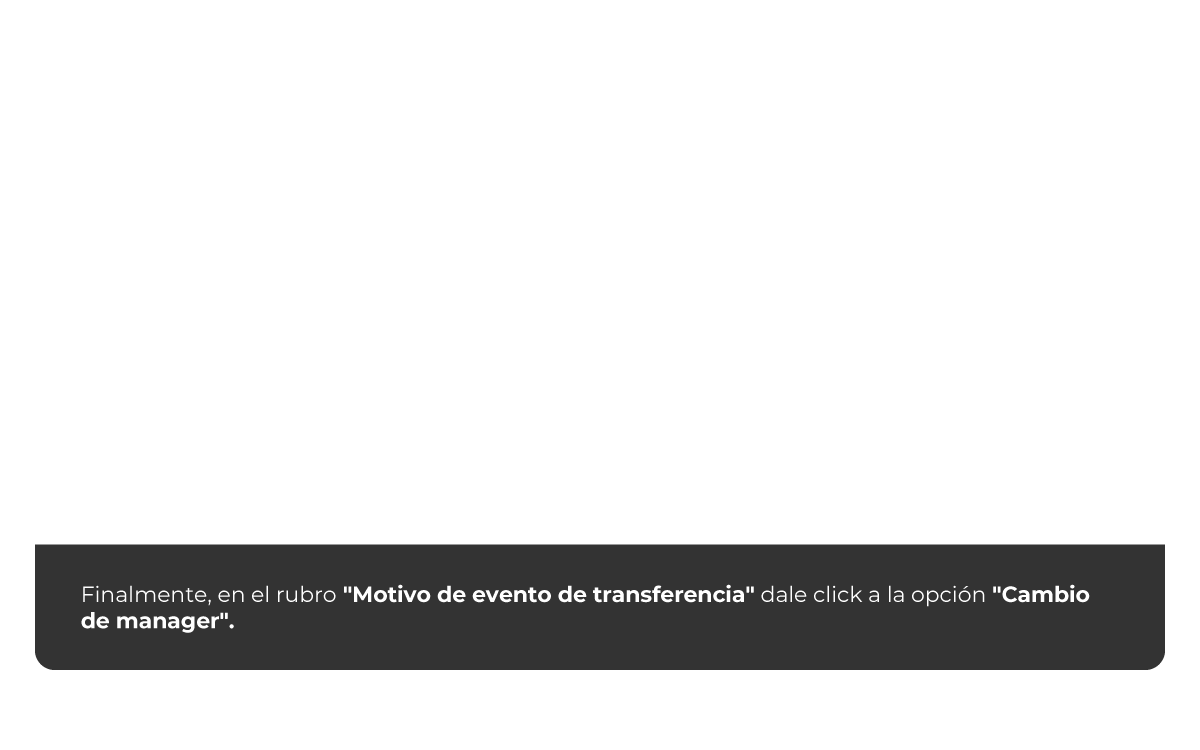 Finalmente, en el rubro "Motivo de evento de transferencia" dale click a la opción "Cambio
de manager".